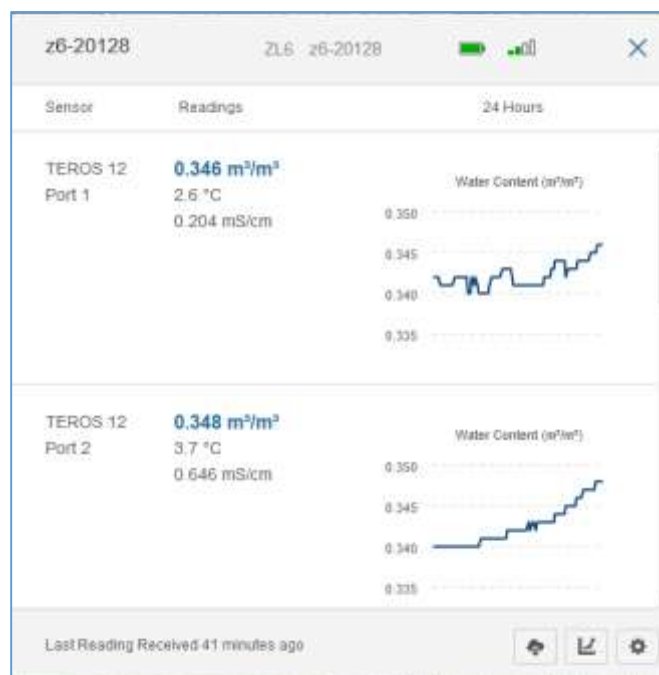 z6-20128 ZL6 z6-20128
Sensor Readings 24 Hours
TEROS 12 0.346 m³/m³
Port 1 2.6 °C
0.204 mS/cm
Water Content (m³/m³)
0.350
0.345
0.340
0.335
TEROS 12 0.348 m³/m³
Port 2 3.7 °C
0.646 mS/cm
Water Content (m³/m³)
0.350
0.345
0.340
0.335
Last Reading Received 41 minutes ago